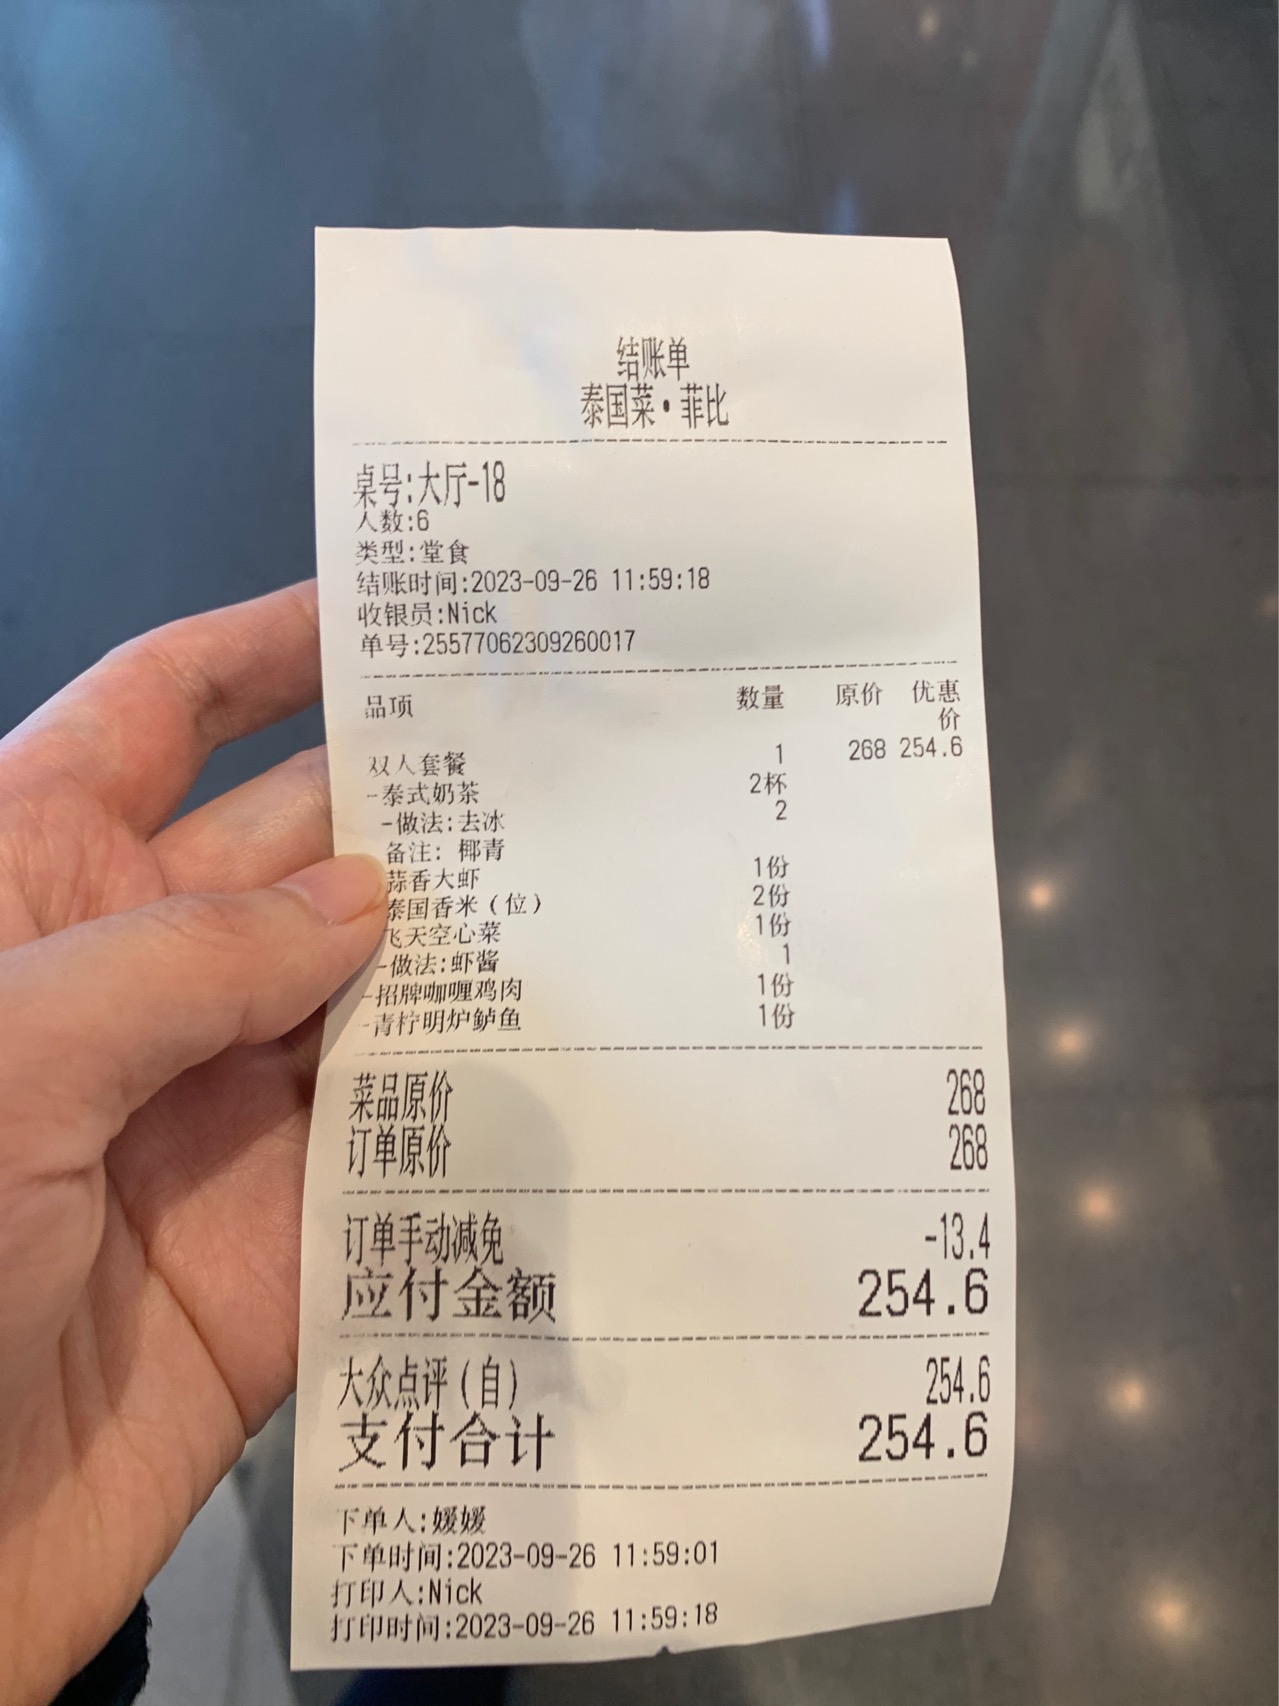 结账单
泰国菜•菲比
桌号:大厅-18
人数:6
类型:堂食
结账时间:2023-09-26 11:59:18
收银员:Nick
单号:25577062309260017
品项 数量 原价 优惠
价
双人套餐 1 268 254.6
-泰式奶茶 2杯
-做法:去冰 2
备注: 椰青
蒜香大虾 1份
泰国香米(位) 2份
飞天空心菜 1份
-做法:虾酱 1
-招牌咖喱鸡肉 1份
-青柠明炉鲈鱼 1份
菜品原价 268
订单原价 268
订单手动减免 -13.4
应付金额 254.6
大众点评(自) 254.6
支付合计 254.6
下单人:媛媛
下单时间:2023-09-26 11:59:01
打印人:Nick
打印时间:2023-09-26 11:59:18